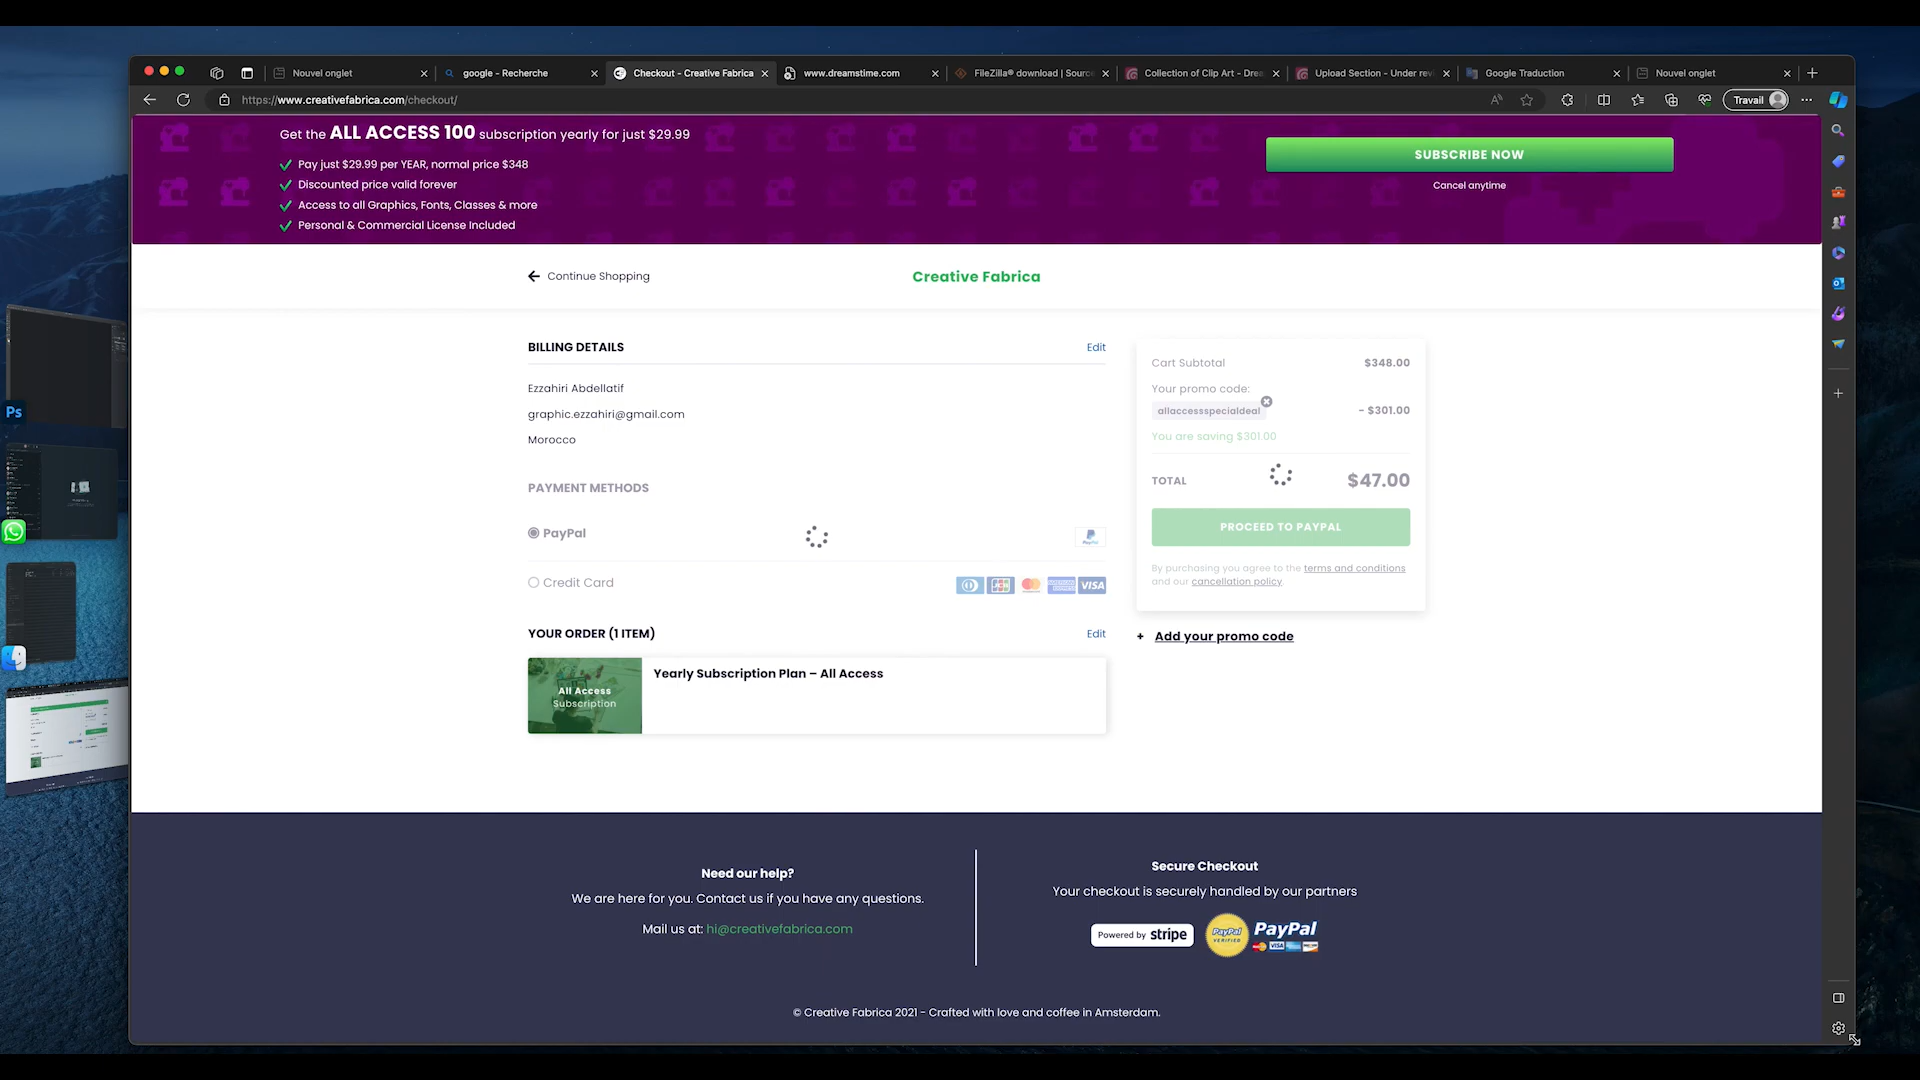 Nouvel onglet
google - Recherche
Checkout - Creative Fabrica
www.dreamstime.com
FileZilla® download | Sourc
Collection of Clip Art - Drea
Upload Section - Under revi
Google Traduction
Nouvel onglet
https://www.creativefabrica.com/checkout/
Travail
Get the ALL ACCESS 100 subscription yearly for just $29.99
Pay just $29.99 per YEAR, normal price $348
Discounted price valid forever
Access to all Graphics, Fonts, Classes & more
Personal & Commercial License Included
SUBSCRIBE NOW
Cancel anytime
Continue Shopping
Creative Fabrica
BILLING DETAILS
Edit
Ezzahiri Abdellatif
graphic.ezzahiri@gmail.com
Morocco
PAYMENT METHODS
PayPal
PayPal
Credit Card
JCB
VISA
YOUR ORDER (1 ITEM)
Edit
All Access
Subscription
Yearly Subscription Plan – All Access
Cart Subtotal
$348.00
Your promo code:
allaccessspecialdeal
- $301.00
You are saving $301.00
TOTAL
$47.00
PROCEED TO PAYPAL
By purchasing you agree to the terms and conditions
and our cancellation policy.
+ Add your promo code
Need our help?
We are here for you. Contact us if you have any questions.
Mail us at: hi@creativefabrica.com
Secure Checkout
Your checkout is securely handled by our partners
Powered by stripe
PayPal
VERIFIED
PayPal
VISA
© Creative Fabrica 2021 - Crafted with love and coffee in Amsterdam.
Ps